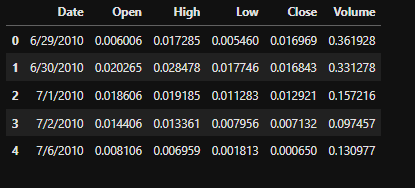 Date Open High Low Close Volume
0 6/29/2010 0.006006 0.017285 0.005460 0.016969 0.361928
1 6/30/2010 0.020265 0.028478 0.017746 0.016843 0.331278
2 7/1/2010 0.018606 0.019185 0.011283 0.012921 0.157216
3 7/2/2010 0.014406 0.013361 0.007956 0.007132 0.097457
4 7/6/2010 0.008106 0.006959 0.001813 0.000650 0.130977